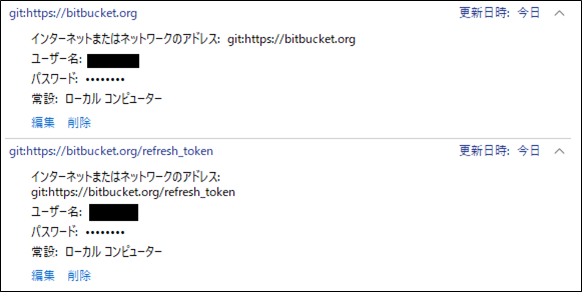 git:https://bitbucket.org 更新日時: 今日
インターネットまたはネットワークのアドレス: git:https://bitbucket.org
ユーザー名:
パスワード: ••••••••
常設: ローカル コンピューター
編集 削除
git:https://bitbucket.org/refresh_token 更新日時: 今日
インターネットまたはネットワークのアドレス:
git:https://bitbucket.org/refresh_token
ユーザー名:
パスワード: ••••••••
常設: ローカル コンピューター
編集 削除